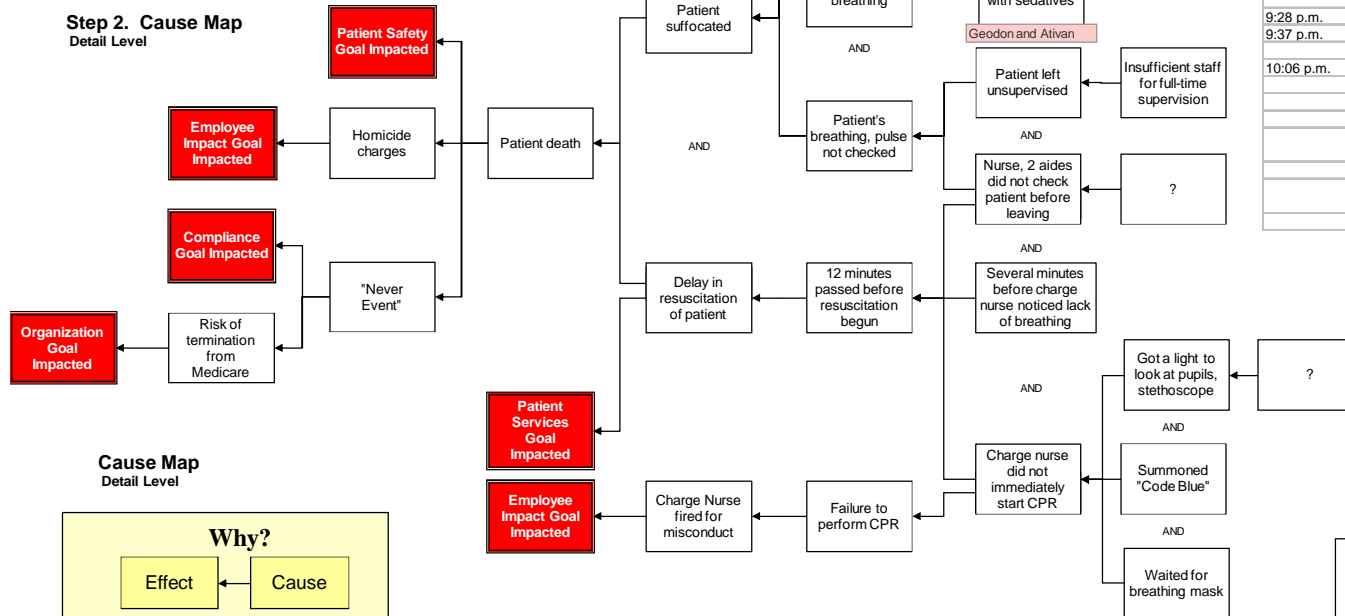 Step 2.  Cause Map
Detail Level
Patient Safety
Goal Impacted
Patient
suffocated
breathing
AND
with sedatives
Geodon and Ativan
9:28 p.m.
9:37 p.m.
10:06 p.m.
Patient left
unsupervised
Insufficient staff
for full-time
supervision
Employee
Impact Goal
Impacted
Homicide
charges
Patient death
AND
Patient's
breathing, pulse
not checked
AND
Nurse, 2 aides
did not check
patient before
leaving
?
Compliance
Goal Impacted
"Never
Event"
AND
Delay in
resuscitation
of patient
12 minutes
passed before
resuscitation
begun
Several minutes
before charge
nurse noticed lack
of breathing
Organization
Goal
Impacted
Risk of
termination
from
Medicare
Got a light to
look at pupils,
stethoscope
?
AND
Patient
Services
Goal
Impacted
AND
Charge nurse
did not
immediately
start CPR
Summoned
"Code Blue"
Employee
Impact Goal
Impacted
Charge Nurse
fired for
misconduct
Failure to
perform CPR
AND
Waited for
breathing mask
Cause Map
Detail Level
Why?
Effect
Cause